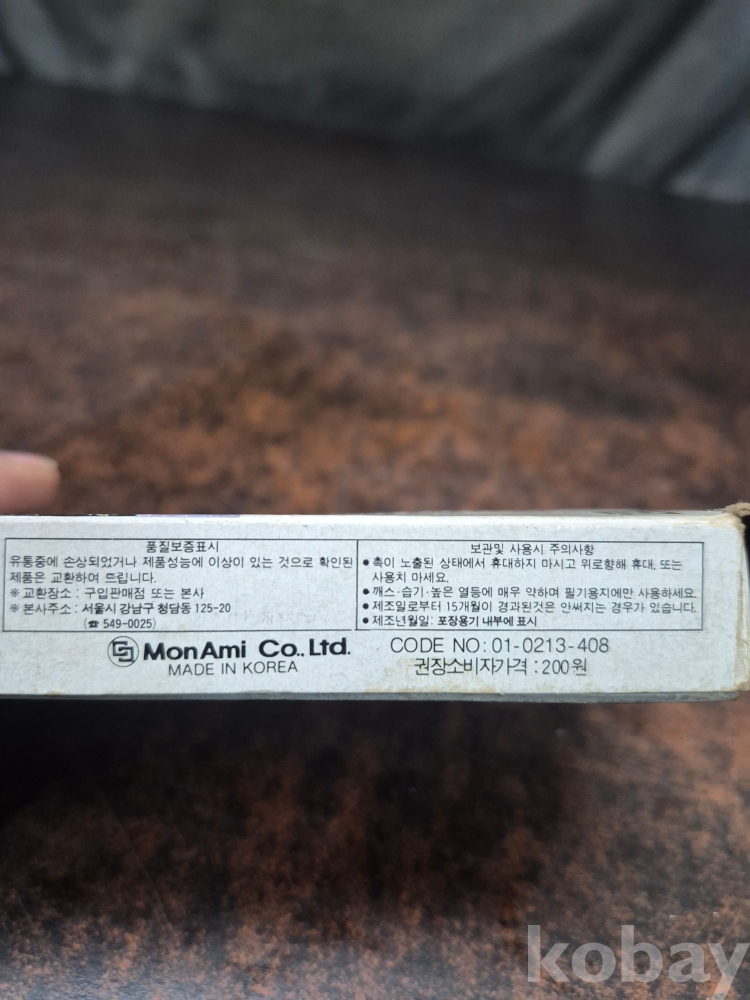 품질보증표시
유통중에 손상되었거나 제품성능에 이상이 있는 것으로 확인된
제품은 교환하여 드립니다.
※교환장소 : 구입판매점 또는 본사
※본사주소 : 서울시 강남구 청담동 125-20
(☎ 549-0025)
보관및 사용시 주의사항
● 촉이 노출된 상태에서 휴대하지 마시고 위로향해 휴대, 또는
사용치 마세요.
● 깨스·습기·높은 열등에 매우 약하며 필기용지에만 사용하세요.
● 제조일로부터 15개월이 경과된것은 안써지는 경우가 있습니다.
● 제조년월일: 포장용기 내부에 표시
MonAmi Co., Ltd.
MADE IN KOREA
CODE NO: 01-0213-408
권장소비자가격 : 200원
kobay